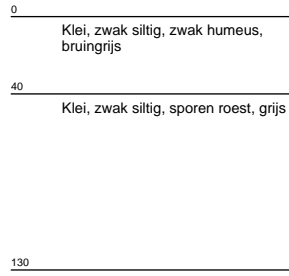 0
Klei, zwak siltig, zwak humeus,
bruingrijs
40
Klei, zwak siltig, sporen roest, grijs
130